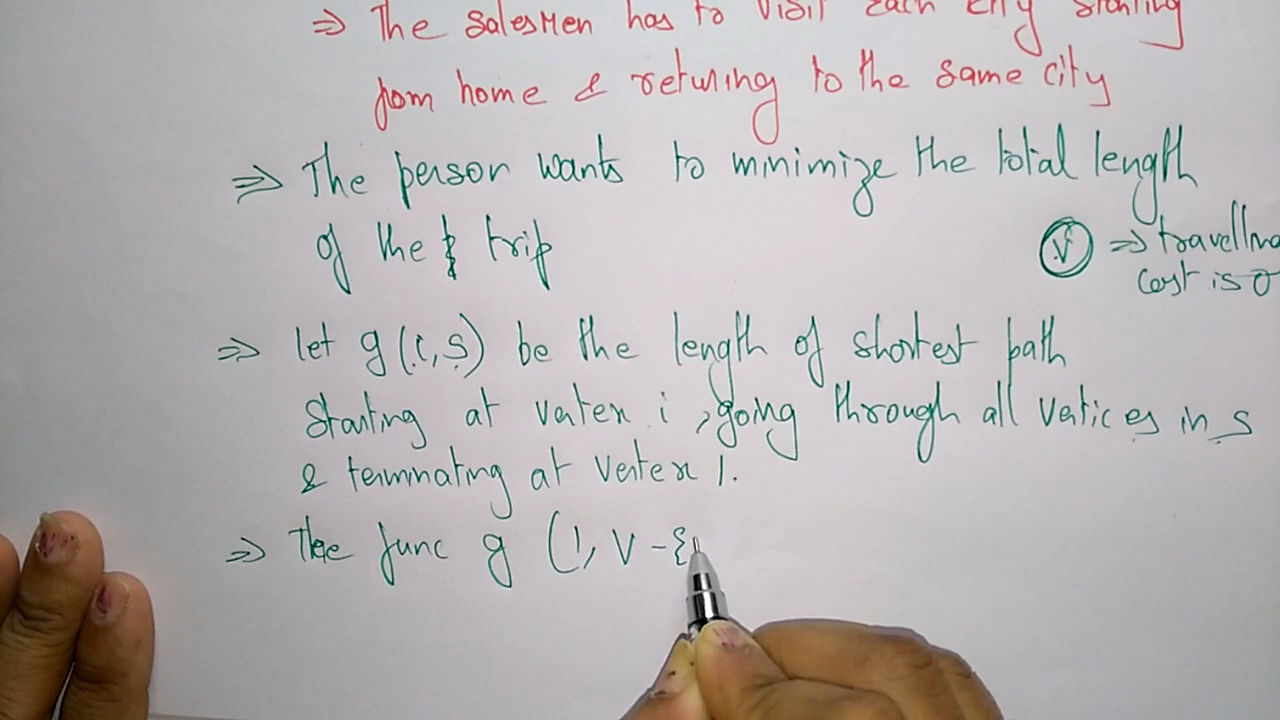 ⇒ The salesmen has to visit each city starting
from home & returing to the same city
⇒ The person wants to minimize the total length
of the trip
V ⇒ travelling
cost is 0
⇒ let g(i,s) be the length of shortest path
starting at vertex i, going through all vertices in s
& terminating at vertex 1.
⇒ The func g (1, V - {